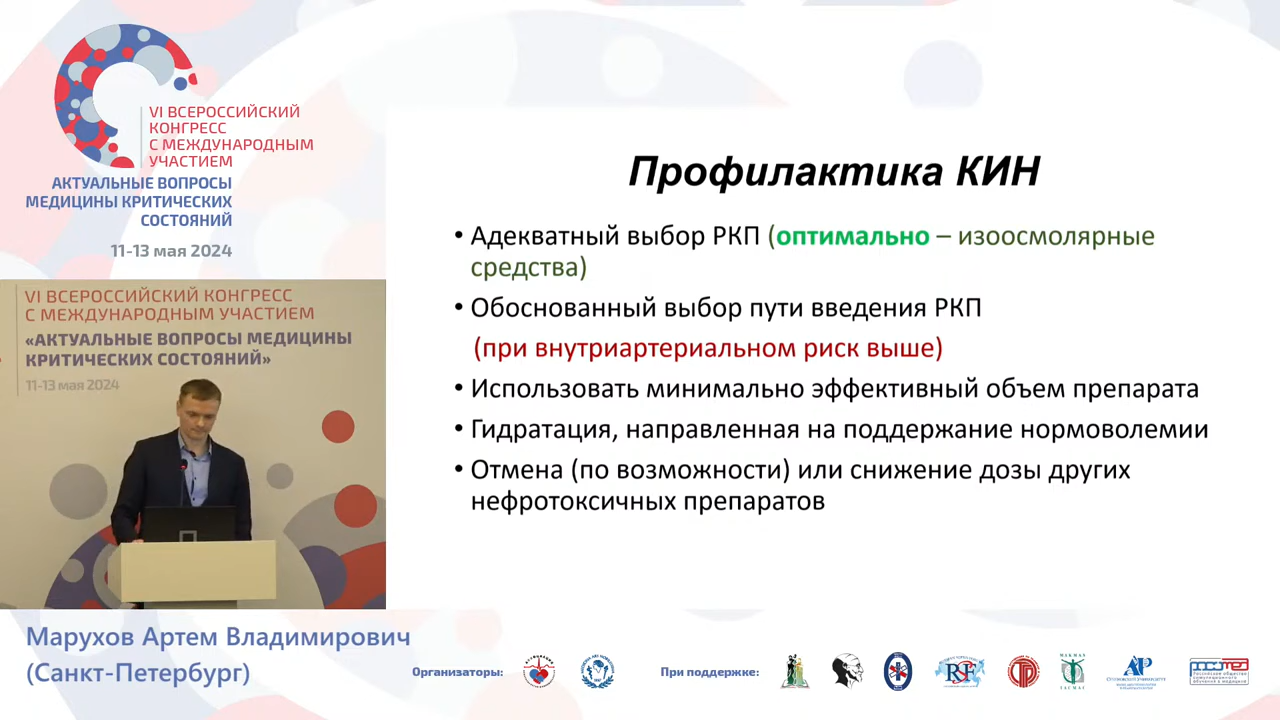 VI ВСЕРОССИЙСКИЙ
КОНГРЕСС
С МЕЖДУНАРОДНЫМ
УЧАСТИЕМ
АКТУАЛЬНЫЕ ВОПРОСЫ
МЕДИЦИНЫ КРИТИЧЕСКИХ
СОСТОЯНИЙ
11-13 мая 2024
VI ВСЕРОССИЙСКИЙ КОНГРЕСС
С МЕЖДУНАРОДНЫМ УЧАСТИЕМ
«АКТУАЛЬНЫЕ ВОПРОСЫ МЕДИЦИНЫ
КРИТИЧЕСКИХ СОСТОЯНИЙ»
11-13 мая 2024
Профилактика КИН
• Адекватный выбор РКП (оптимально – изоосмолярные
средства)
• Обоснованный выбор пути введения РКП
(при внутриартериальном риск выше)
• Использовать минимально эффективный объем препарата
• Гидратация, направленная на поддержание нормоволемии
• Отмена (по возможности) или снижение дозы других
нефротоксичных препаратов
Марухов Артем Владимирович
(Санкт-Петербург)
Организаторы:
При поддержке: